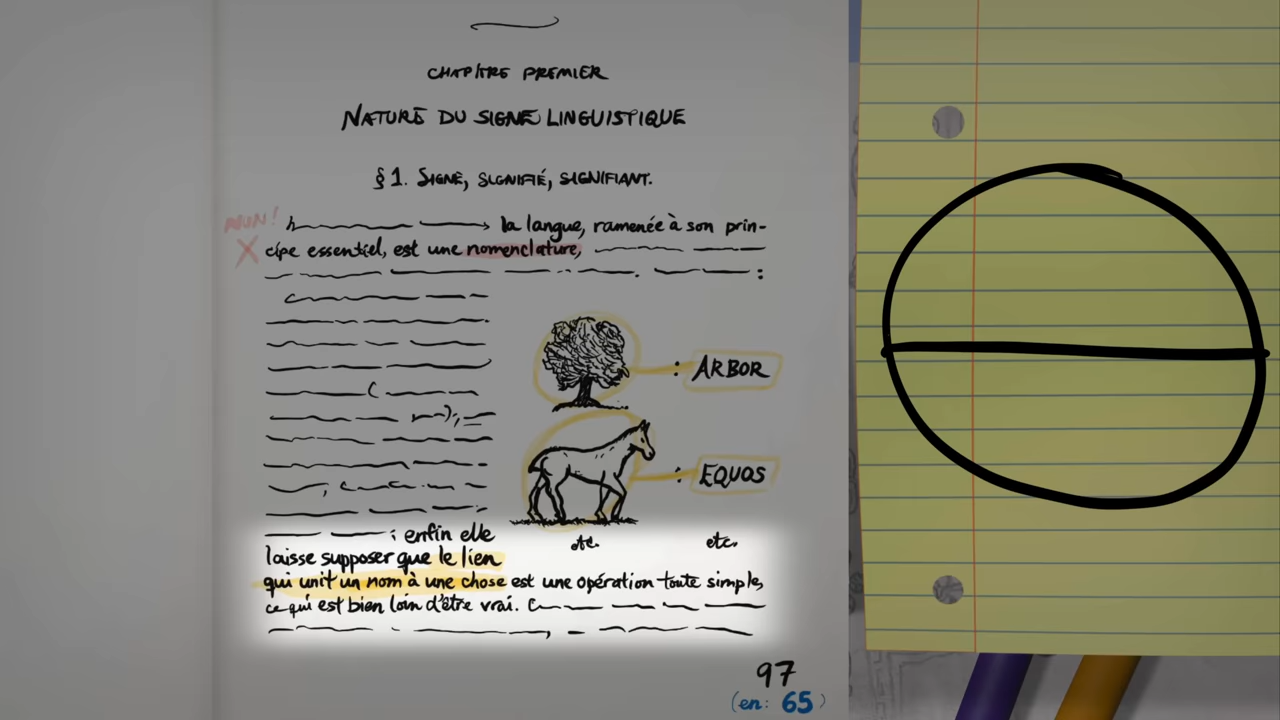 CHAPITRE PREMIER
NATURE DU SIGNE LINGUISTIQUE
§ 1. SIGNE, SIGNIFIÉ, SIGNIFIANT.
NON!
la langue, ramenée à son prin-
cipe essentiel, est une nomenclature,
: ARBOR
: EQUOS
etc. etc.
; enfin elle
laisse supposer que le lien
qui unit un nom à une chose est une opération toute simple,
ce qui est bien loin d'être vrai.
97
(en: 65)